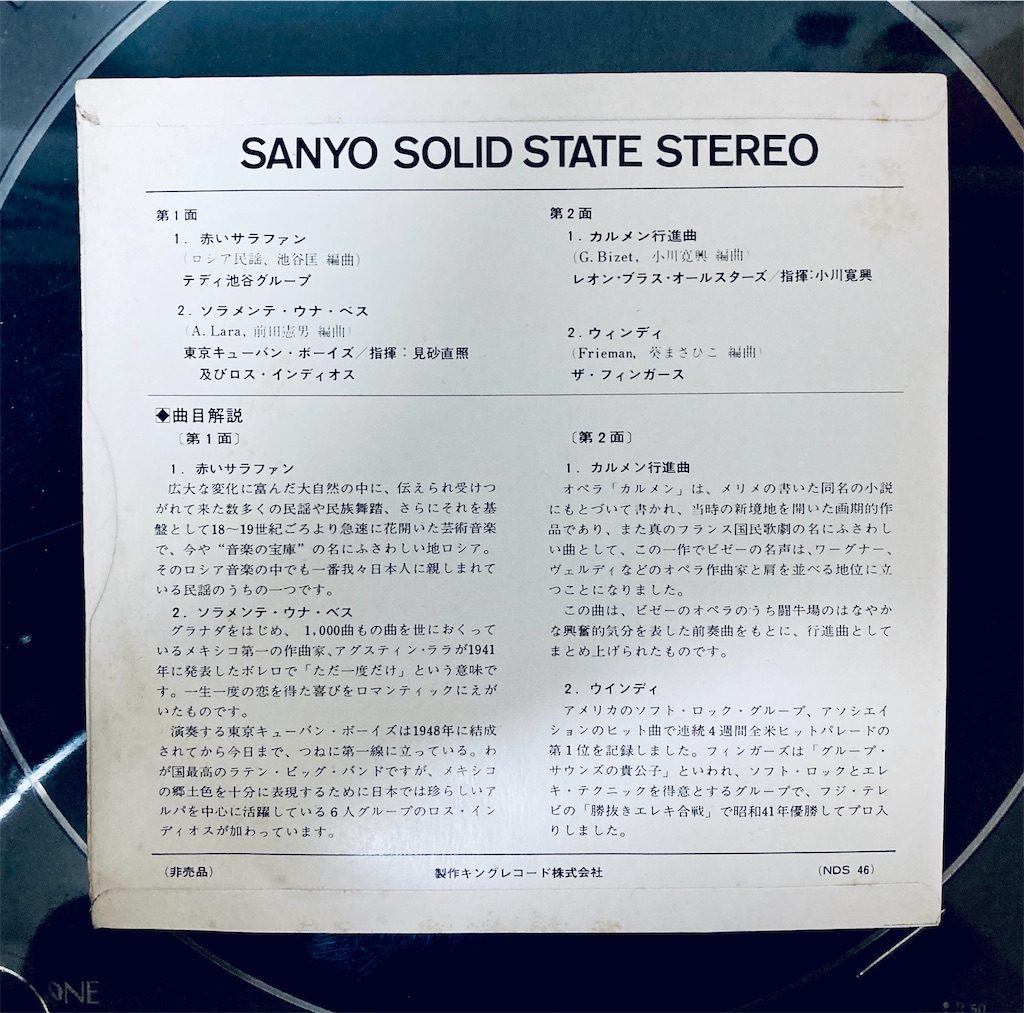 SANYO SOLID STATE STEREO
第1面
1. 赤いサラファン
(ロシア民謡、池谷匡 編曲)
テディ池谷グループ
2. ソラメンテ・ウナ・ベス
(A. Lara, 前田憲男 編曲)
東京キューバン・ボーイズ/指揮:見砂直照
及びロス・インディオス
第2面
1. カルメン行進曲
(G. Bizet, 小川寛興 編曲)
レオン・ブラス・オールスターズ/指揮:小川寛興
2. ウィンディ
(Frieman, 葵まさひこ 編曲)
ザ・フィンガース
◆曲目解説
〔第1面〕
1. 赤いサラファン
広大な変化に富んだ大自然の中に、伝えられ受けつ
がれて来た数多くの民謡や民族舞踏、さらにそれを基
盤として18〜19世紀ごろより急速に花開いた芸術音楽
で、今や“音楽の宝庫”の名にふさわしい地ロシア。
そのロシア音楽の中でも一番我々日本人に親しまれて
いる民謡のうちの一つです。
2. ソラメンテ・ウナ・ベス
グラナダをはじめ、1,000曲もの曲を世におくって
いるメキシコ第一の作曲家、アグスティン・ララが1941
年に発表したボレロで「ただ一度だけ」という意味で
す。一生一度の恋を得た喜びをロマンティックにえが
いたものです。
演奏する東京キューバン・ボーイズは1948年に結成
されてから今日まで、つねに第一線に立っている。わ
が国最高のラテン・ビッグ・バンドですが、メキシコ
の郷土色を十分に表現するために日本では珍らしいア
ルパを中心に活躍している6人グループのロス・イン
ディオスが加わっています。
〔第2面〕
1. カルメン行進曲
オペラ「カルメン」は、メリメの書いた同名の小説
にもとづいて書かれ、当時の新境地を開いた画期的作
品であり、また真のフランス国民歌劇の名にふさわし
い曲として、この一作でビゼーの名声は、ワーグナー、
ヴェルディなどのオペラ作曲家と肩を並べる地位に立
つことになりました。
この曲は、ビゼーのオペラのうち闘牛場のはなやか
な興奮的気分を表した前奏曲をもとに、行進曲として
まとめ上げられたものです。
2. ウインディ
アメリカのソフト・ロック・グループ、アソシエイ
ションのヒット曲で連続4週間全米ヒットパレードの
第1位を記録しました。フィンガーズは「グループ・
サウンズの貴公子」といわれ、ソフト・ロックとエレ
キ・テクニックを得意とするグループで、フジ・テレ
ビの「勝抜きエレキ合戦」で昭和41年優勝してプロ入
りしました。
(非売品)
製作キングレコード株式会社
(NDS 46)
ONE